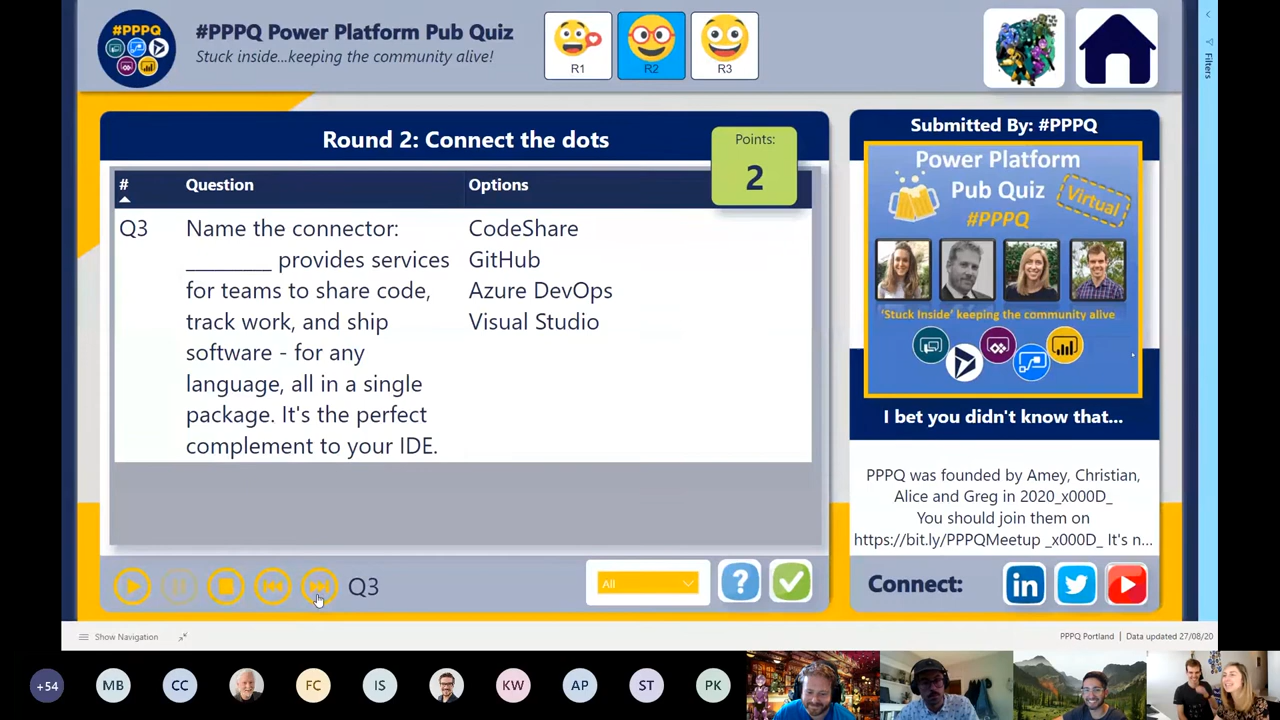 #PPPQ
#PPPQ Power Platform Pub Quiz
Stuck inside...keeping the community alive!
R1
R2
R3
Filters
Round 2: Connect the dots
Points:
2
#
Question
Options
Q3
Name the connector:
________ provides services
for teams to share code,
track work, and ship
software - for any
language, all in a single
package. It's the perfect
complement to your IDE.
CodeShare
GitHub
Azure DevOps
Visual Studio
Q3
All
?
Submitted By: #PPPQ
Power Platform
Pub Quiz
#PPPQ
Virtual
'Stuck Inside' keeping the community alive
I bet you didn't know that...
PPPQ was founded by Amey, Christian,
Alice and Greg in 2020_x000D_
You should join them on
https://bit.ly/PPPQMeetup _x000D_ It's n...
Connect:
in
Show Navigation
PPPQ Portland | Data updated 27/08/20
+54
MB
CC
FC
IS
KW
AP
ST
PK